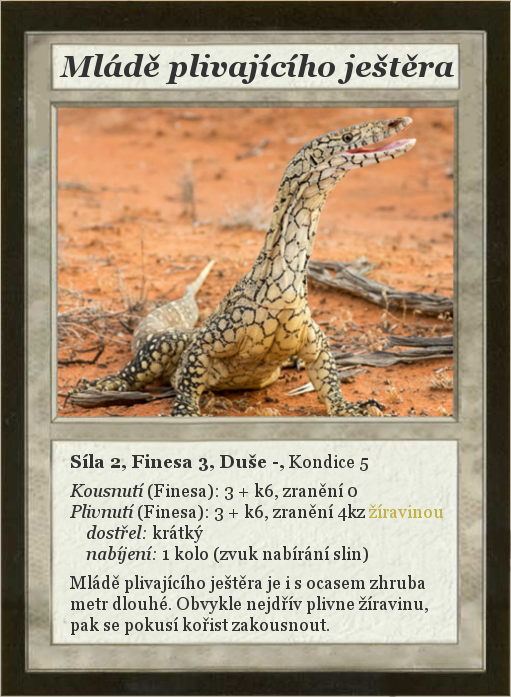 Mládě plivajícího ještěra
Síla 2, Finesa 3, Duše -, Kondice 5
Kousnutí (Finesa): 3 + k6, zranění 0
Plivnutí (Finesa): 3 + k6, zranění 4kz žíravinou
dostřel: krátký
nabíjení: 1 kolo (zvuk nabírání slin)
Mládě plivajícího ještěra je i s ocasem zhruba
metr dlouhé. Obvykle nejdřív plivne žíravinu,
pak se pokusí kořist zakousnout.